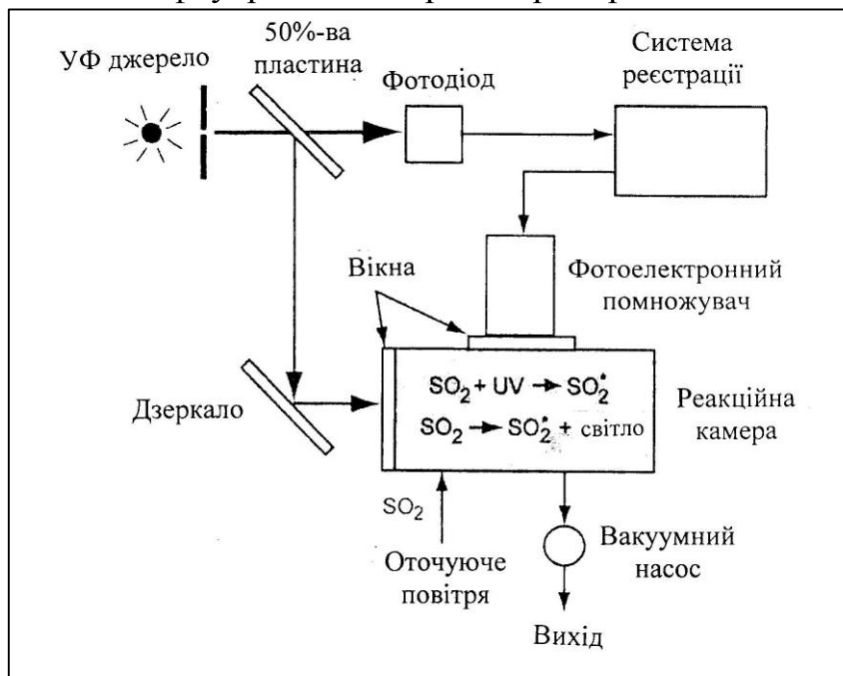 50%-ва
пластина
УФ джерело
Фотодіод
Система
реєстрації
Вікна
Фотоелектронний
помножувач
Дзеркало
SO₂ + UV → SO₂*
SO₂ → SO₂* + світло
Реакційна
камера
SO₂
Оточуюче
повітря
Вакуумний
насос
Вихід